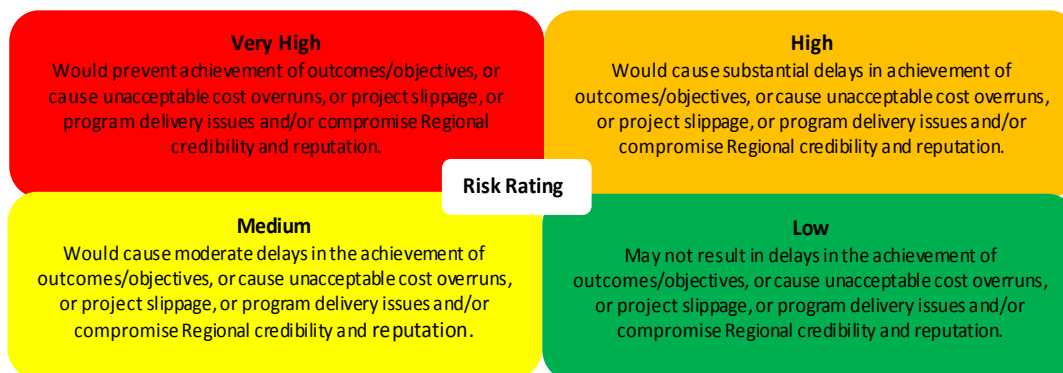 Very High
Would prevent achievement of outcomes/objectives, or
cause unacceptable cost overruns, or project slippage, or
program delivery issues and/or compromise Regional
credibility and reputation.
High
Would cause substantial delays in achievement of
outcomes/objectives, or cause unacceptable cost overruns,
or project slippage, or program delivery issues and/or
compromise Regional credibility and reputation.
Risk Rating
Medium
Would cause moderate delays in the achievement of
outcomes/objectives, or cause unacceptable cost overruns,
or project slippage, or program delivery issues and/or
compromise Regional credibility and reputation.
Low
May not result in delays in the achievement of
outcomes/objectives, or cause unacceptable cost overruns,
or project slippage, or program delivery issues and/or
compromise Regional credibility and reputation.